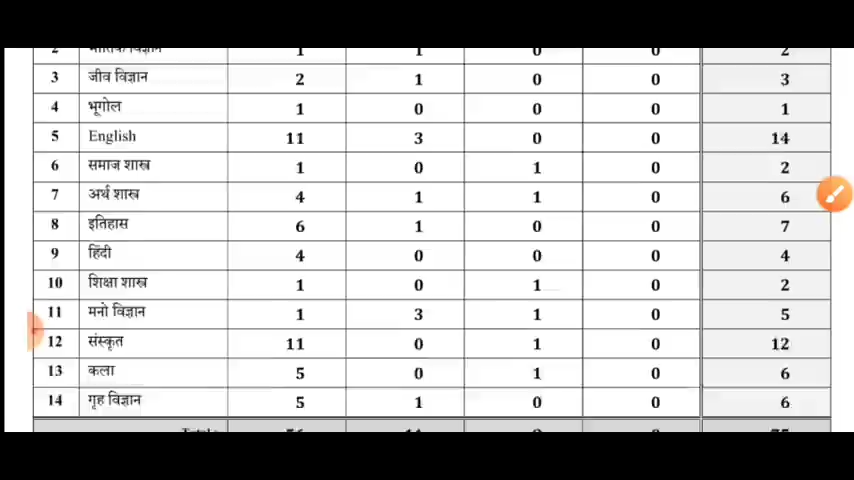 2 1 1 0 0 2
3 जीव विज्ञान 2 1 0 0 3
4 भूगोल 1 0 0 0 1
5 English 11 3 0 0 14
6 समाज शास्त्र 1 0 1 0 2
7 अर्थ शास्त्र 4 1 1 0 6
8 इतिहास 6 1 0 0 7
9 हिंदी 4 0 0 0 4
10 शिक्षा शास्त्र 1 0 1 0 2
11 मनो विज्ञान 1 3 1 0 5
12 संस्कृत 11 0 1 0 12
13 कला 5 0 1 0 6
14 गृह विज्ञान 5 1 0 0 6